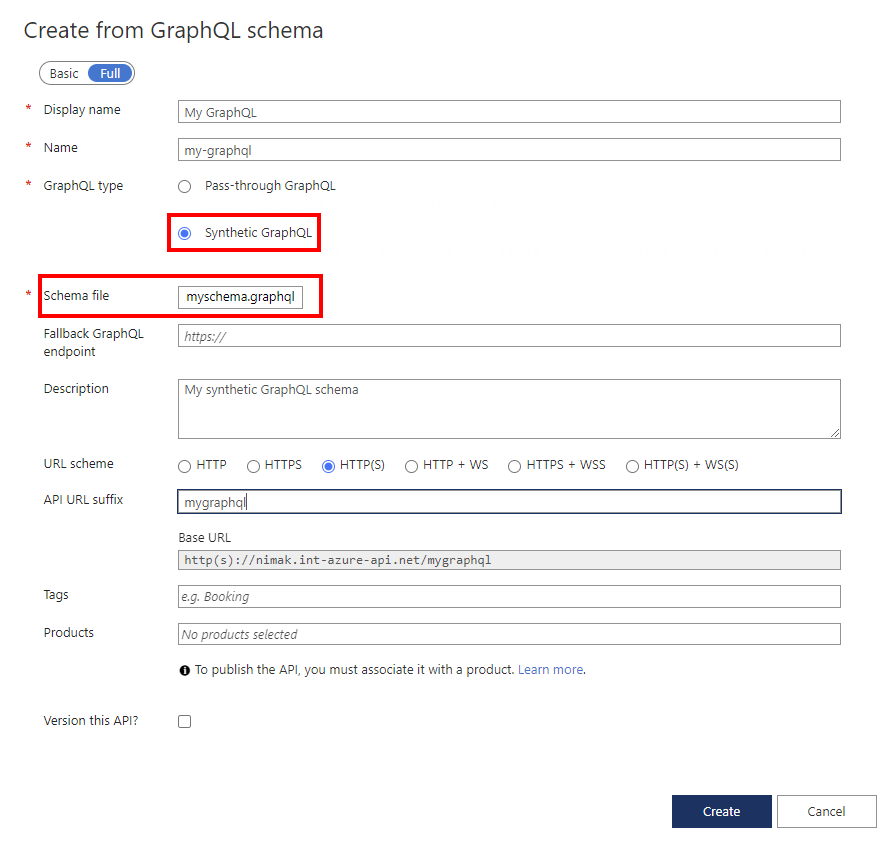 Create from GraphQL schema
Basic Full
* Display name My GraphQL
* Name my-graphql
* GraphQL type Pass-through GraphQL
Synthetic GraphQL
* Schema file myschema.graphql
Fallback GraphQL https://
endpoint
Description My synthetic GraphQL schema
URL scheme HTTP HTTPS HTTP(S) HTTP + WS HTTPS + WSS HTTP(S) + WS(S)
API URL suffix mygraphql
Base URL
http(s)://nimak.int-azure-api.net/mygraphql
Tags e.g. Booking
Products No products selected
To publish the API, you must associate it with a product. Learn more.
Version this API?
Create Cancel